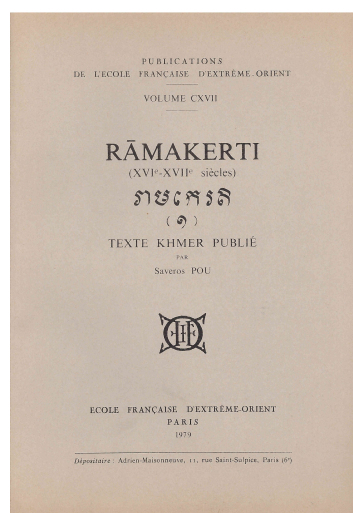 PUBLICATIONS
DE L'ECOLE FRANÇAISE D'EXTRÊME-ORIENT
VOLUME CXVII
RĀMAKERTI
(XVIe-XVIIe siècles)
រាមកេរតិ
(១)
TEXTE KHMER PUBLIÉ
PAR
Saveros POU
ECOLE FRANÇAISE D'EXTRÊME-ORIENT
PARIS
1979
Dépositaire : Adrien-Maisonneuve, 11, rue Saint-Sulpice, Paris (6e)